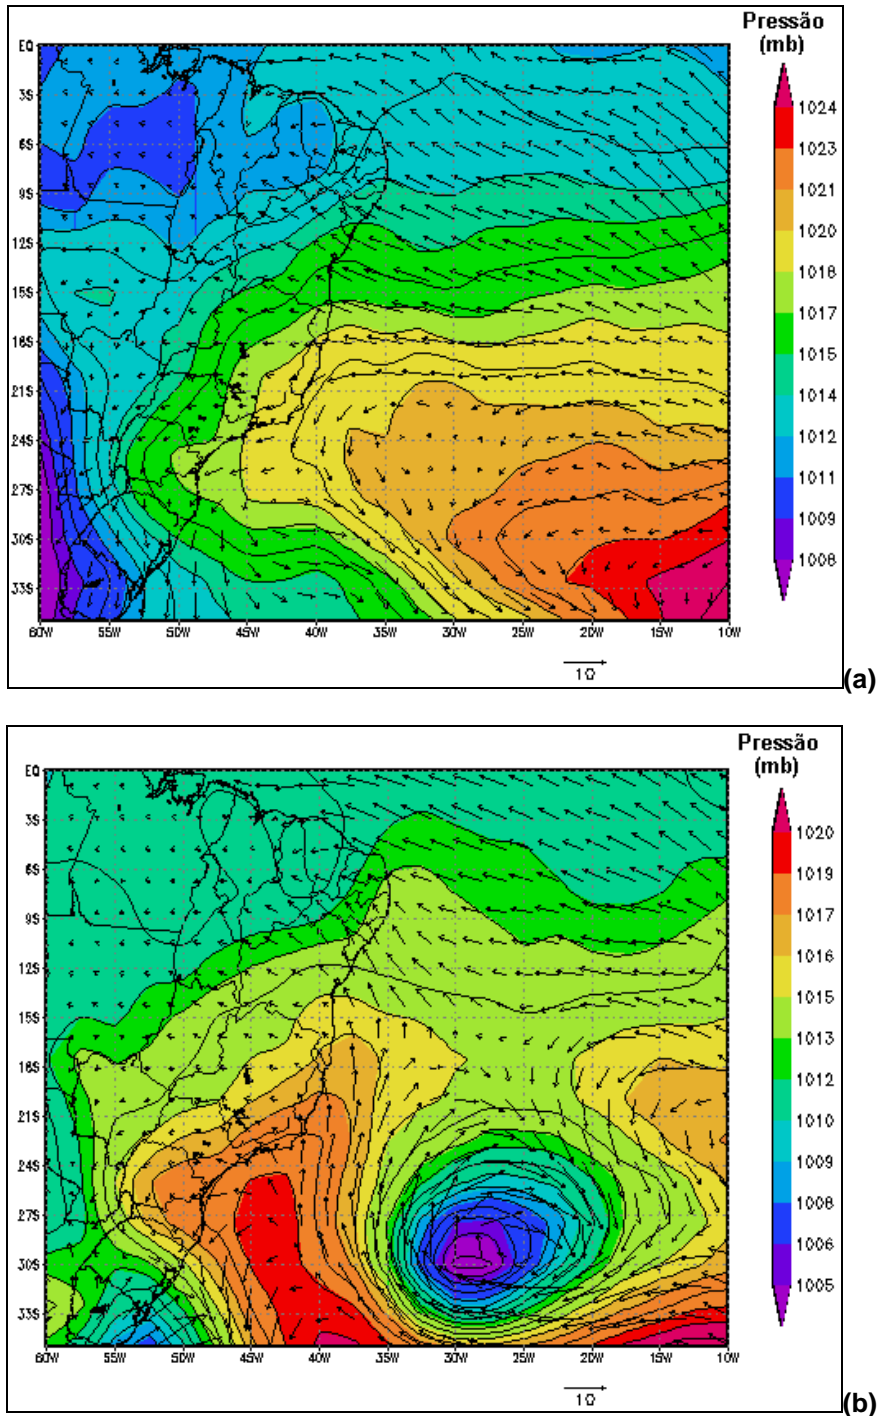 Pressão
(mb)
EQ
3S
6S
9S
12S
15S
18S
21S
24S
27S
30S
33S
60W 55W 50W 45W 40W 35W 30W 25W 20W 15W 10W
1024
1023
1021
1020
1018
1017
1015
1014
1012
1011
1009
1008
10
(a)
Pressão
(mb)
EQ
3S
6S
9S
12S
15S
18S
21S
24S
27S
30S
33S
60W 55W 50W 45W 40W 35W 30W 25W 20W 15W 10W
1020
1019
1017
1016
1015
1013
1012
1010
1009
1008
1006
1005
10
(b)